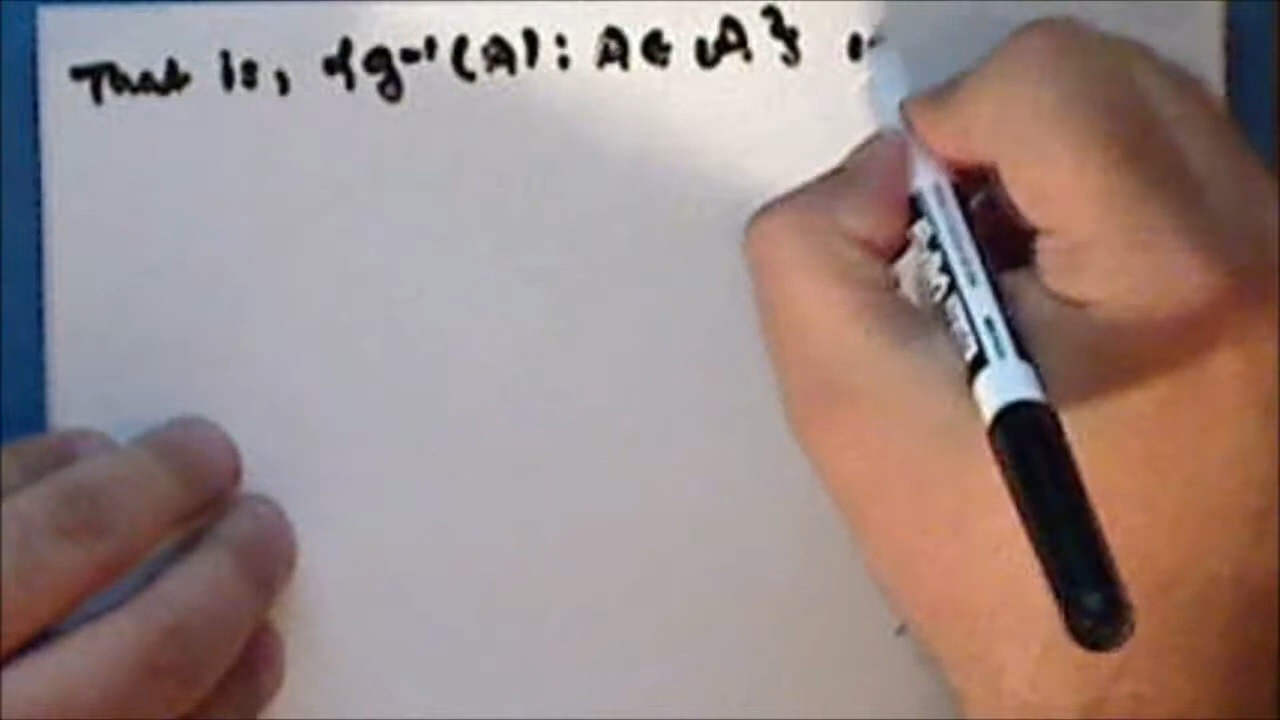 That is, {g⁻¹(A): A ∈ 𝒜}